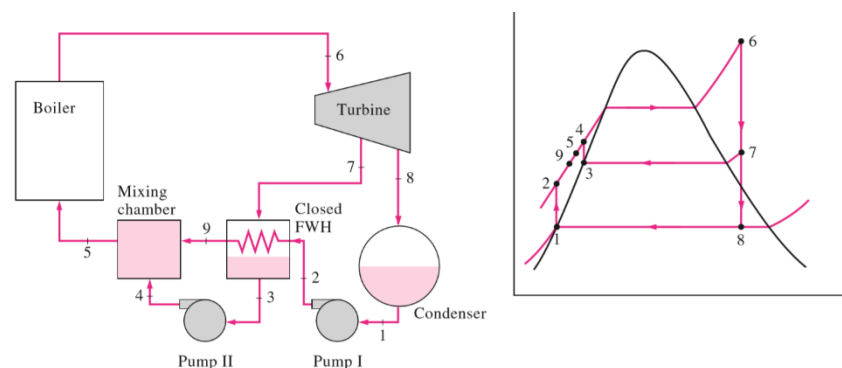 6
Boiler
Turbine
7
8
Mixing
chamber
Closed
FWH
9
5
2
4
3
Condenser
1
Pump II
Pump I
6
4
5
9
7
3
2
1
8